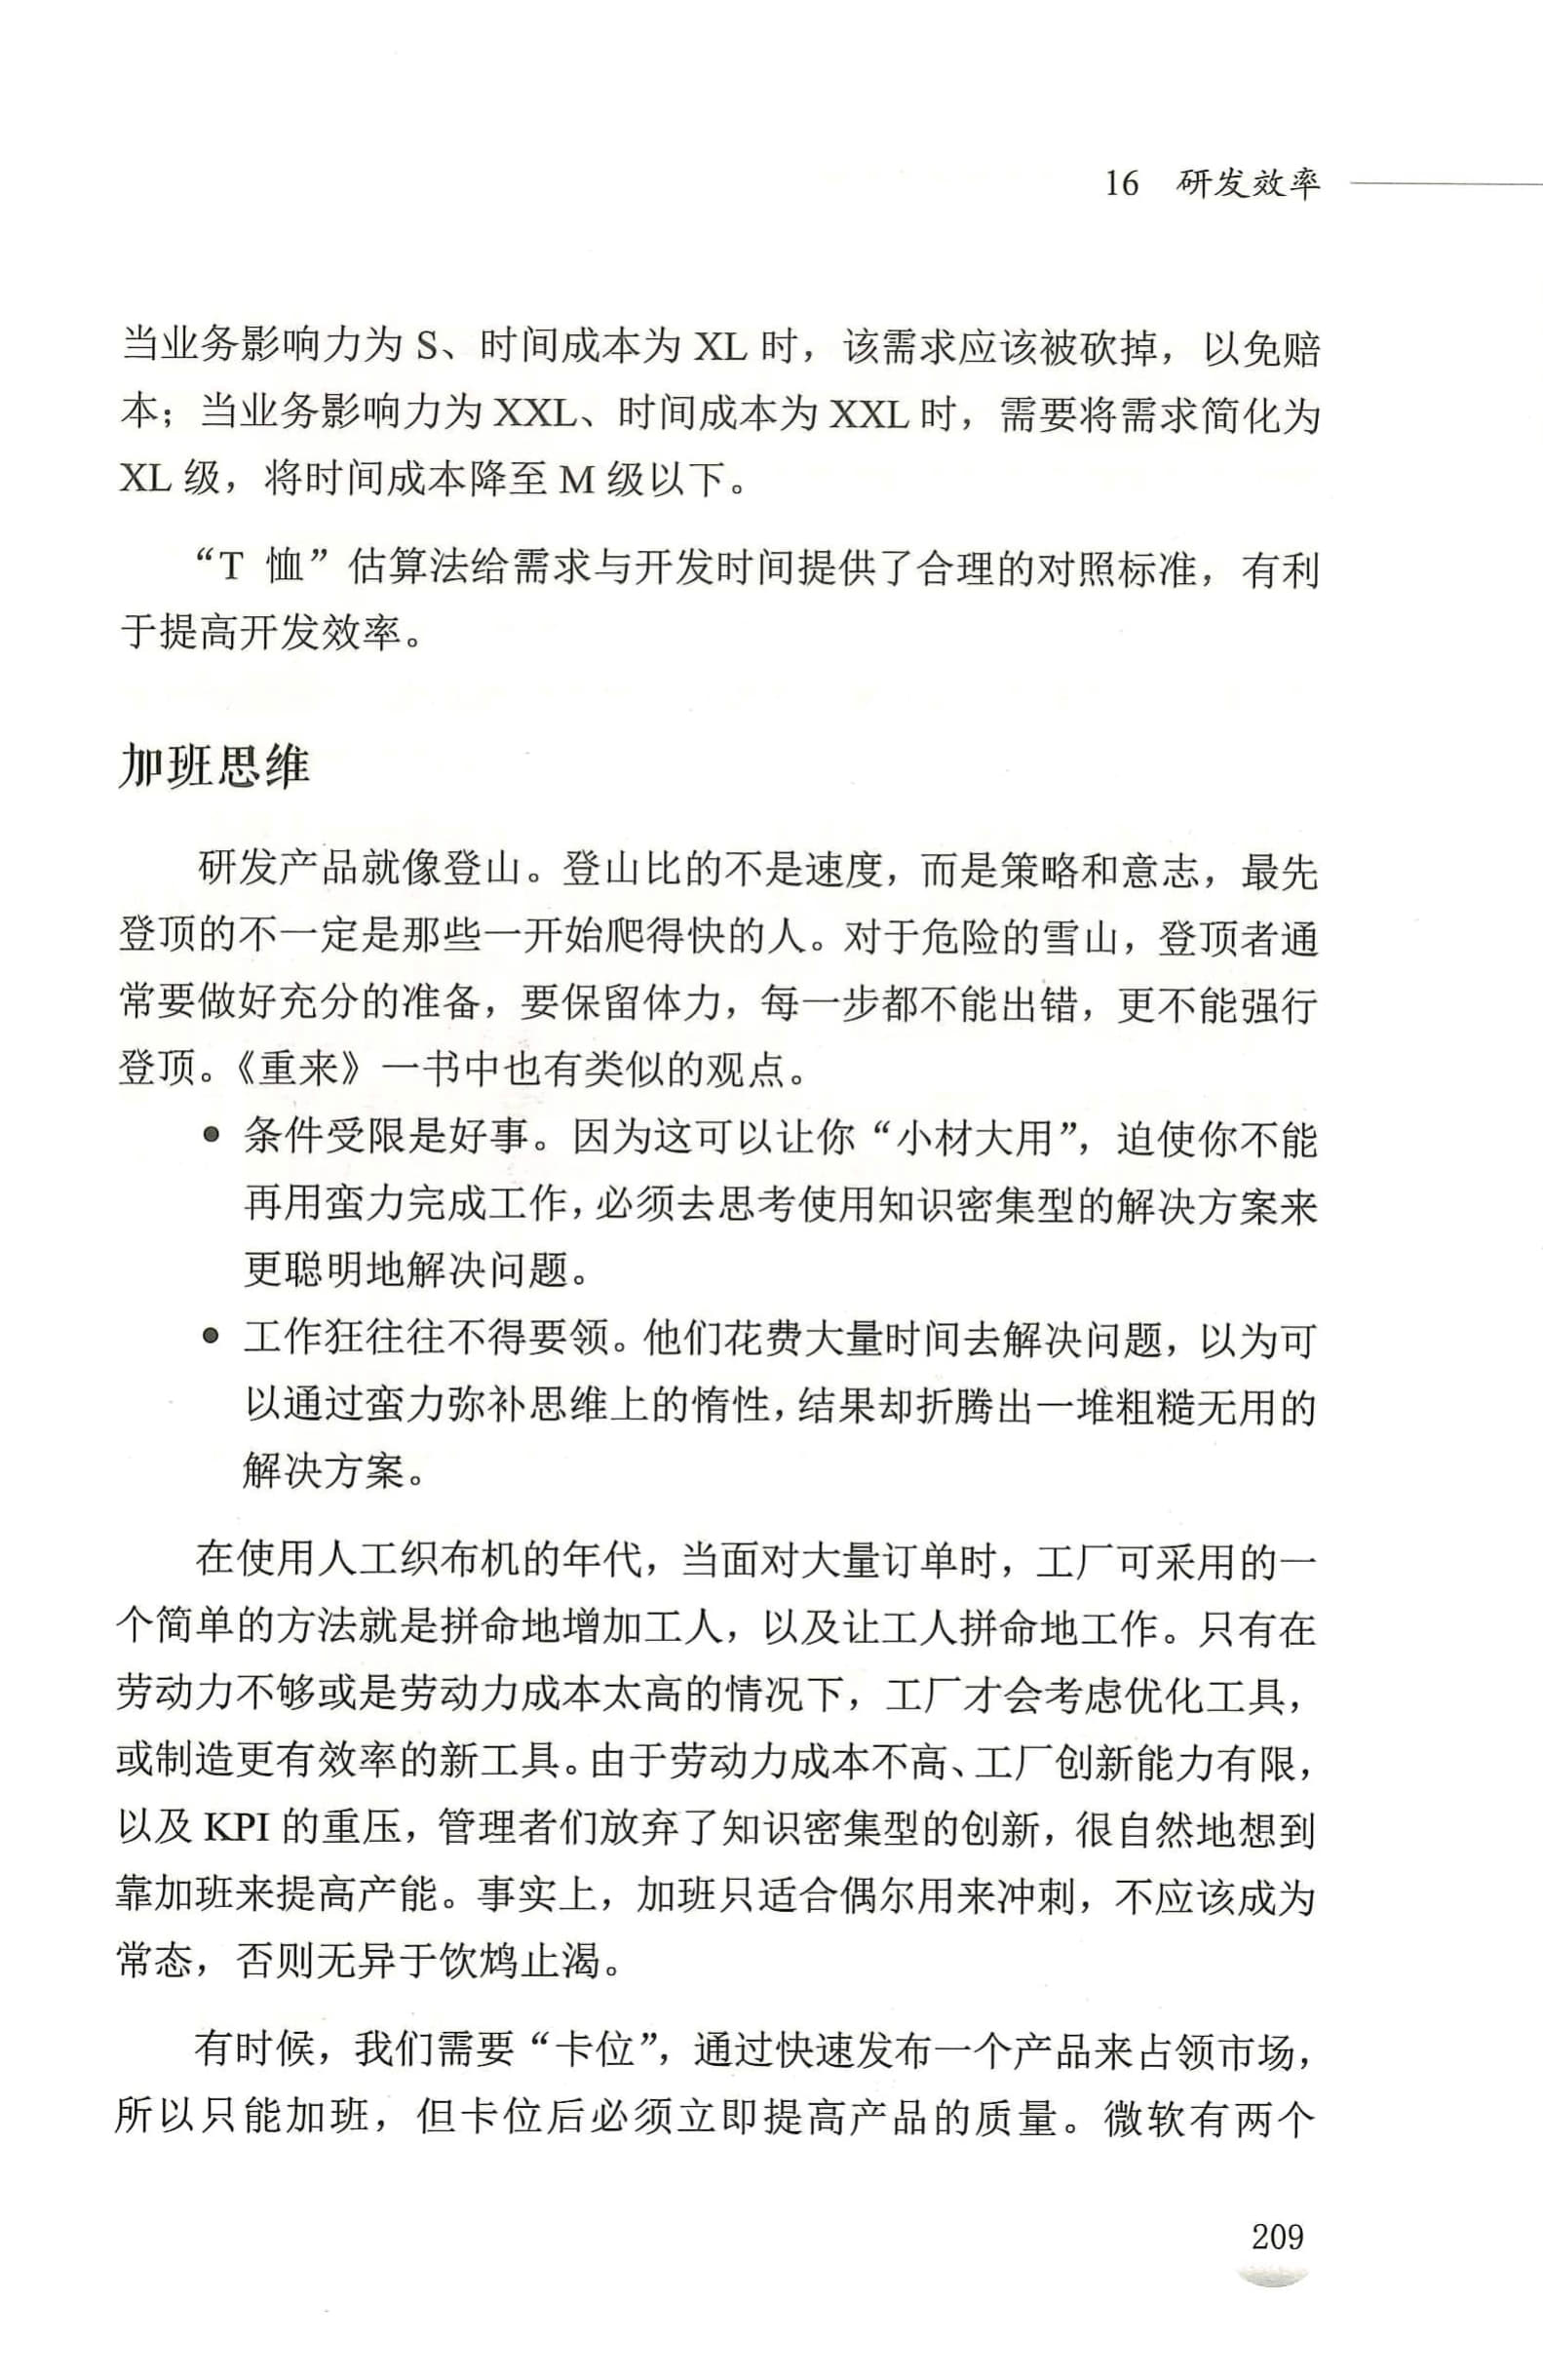 16 研发效率
当业务影响力为 S、时间成本为 XL 时，该需求应该被砍掉，以免赔
本；当业务影响力为 XXL、时间成本为 XXL 时，需要将需求简化为
XL 级，将时间成本降至 M 级以下。
“T 恤”估算法给需求与开发时间提供了合理的对照标准，有利
于提高开发效率。
加班思维
研发产品就像登山。登山比的不是速度，而是策略和意志，最先
登顶的不一定是那些一开始爬得快的人。对于危险的雪山，登顶者通
常要做好充分的准备，要保留体力，每一步都不能出错，更不能强行
登顶。《重来》一书中也有类似的观点。
● 条件受限是好事。因为这可以让你“小材大用”，迫使你不能
再用蛮力完成工作，必须去思考使用知识密集型的解决方案来
更聪明地解决问题。
● 工作狂往往不得要领。他们花费大量时间去解决问题，以为可
以通过蛮力弥补思维上的惰性，结果却折腾出一堆粗糙无用的
解决方案。
在使用人工织布机的年代，当面对大量订单时，工厂可采用的一
个简单的方法就是拼命地增加工人，以及让工人拼命地工作。只有在
劳动力不够或是劳动力成本太高的情况下，工厂才会考虑优化工具，
或制造更有效率的新工具。由于劳动力成本不高、工厂创新能力有限，
以及 KPI 的重压，管理者们放弃了知识密集型的创新，很自然地想到
靠加班来提高产能。事实上，加班只适合偶尔用来冲刺，不应该成为
常态，否则无异于饮鸩止渴。
有时候，我们需要“卡位”，通过快速发布一个产品来占领市场，
所以只能加班，但卡位后必须立即提高产品的质量。微软有两个
209